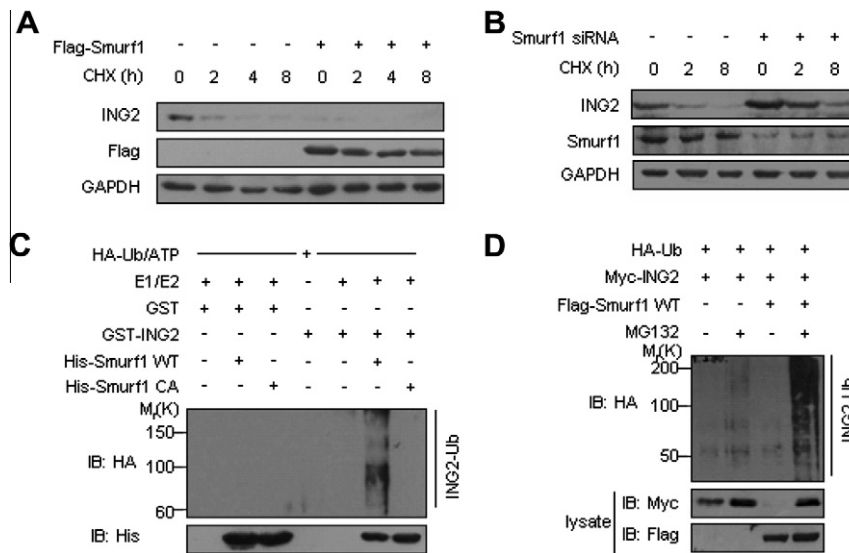 A
Flag-Smurf1 - - - - + + + +
CHX (h) 0 2 4 8 0 2 4 8
ING2
Flag
GAPDH
B
Smurf1 siRNA - - - + + +
CHX (h) 0 2 8 0 2 8
ING2
Smurf1
GAPDH
C
HA-Ub/ATP +
E1/E2 + + + - + + +
GST + + + - - - -
GST-ING2 - - - + + + +
His-Smurf1 WT - + - - - + -
His-Smurf1 CA - - + - - - +
Mr(K)
150
IB: HA
100
60
ING2-Ub
IB: His
D
HA-Ub + + + +
Myc-ING2 + + + +
Flag-Smurf1 WT - - + +
MG132 - + - +
Mr(K)
200
IB: HA
100
50
ING2-Ub
lysate
IB: Myc
IB: Flag